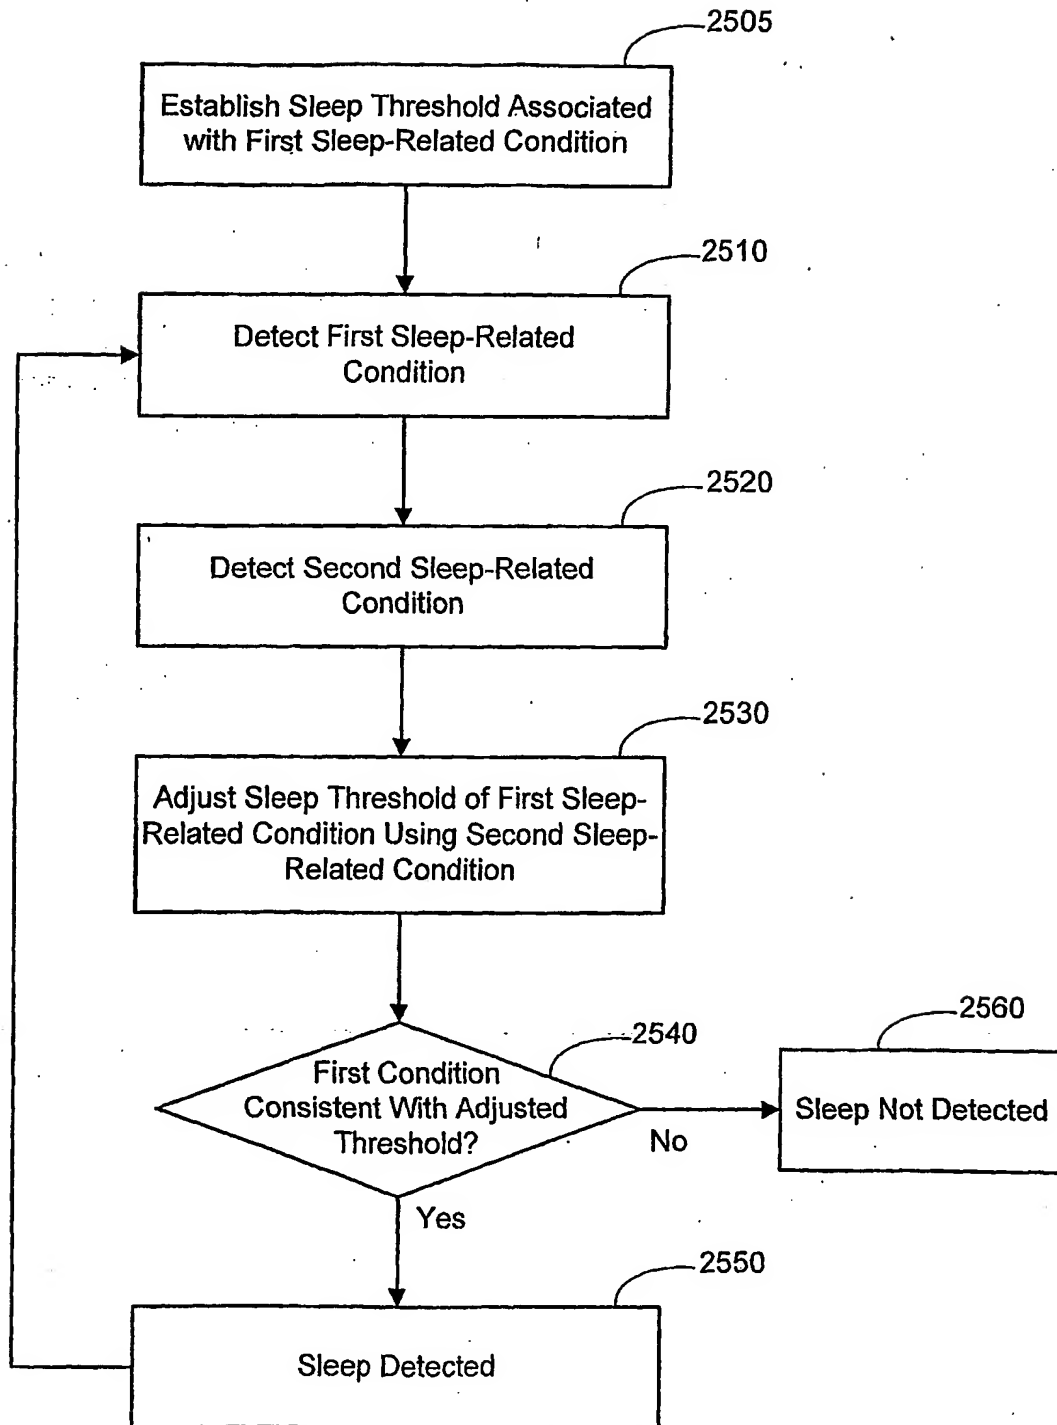 2505
Establish Sleep Threshold Associated
with First Sleep-Related Condition
2510
Detect First Sleep-Related
Condition
2520
Detect Second Sleep-Related
Condition
2530
Adjust Sleep Threshold of First Sleep-
Related Condition Using Second Sleep-
Related Condition
2540
First Condition
Consistent With Adjusted
Threshold?
No
2560
Sleep Not Detected
Yes
2550
Sleep Detected